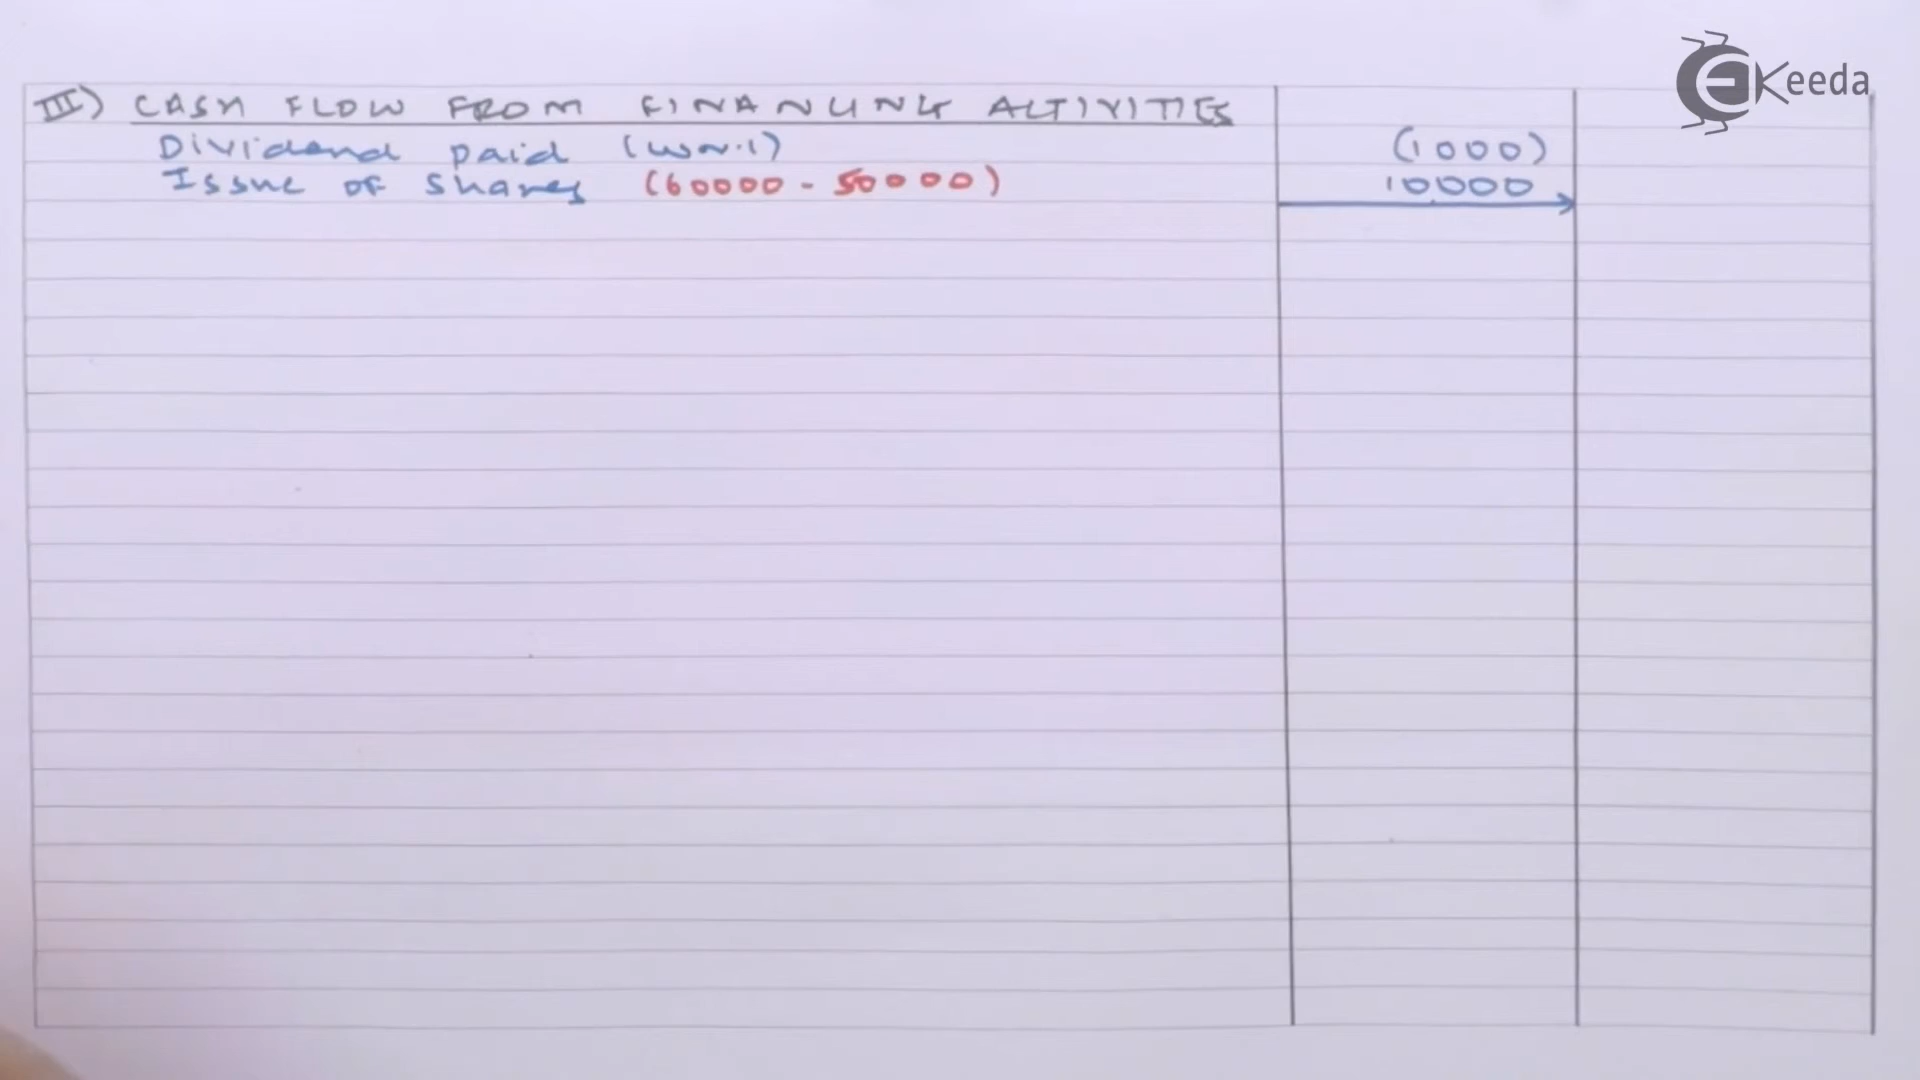 Keeda
III) CASH FLOW FROM FINANCING ACTIVITIES
Dividend paid (WN.1) (1000)
Issue of shares (60000 - 50000) 10000